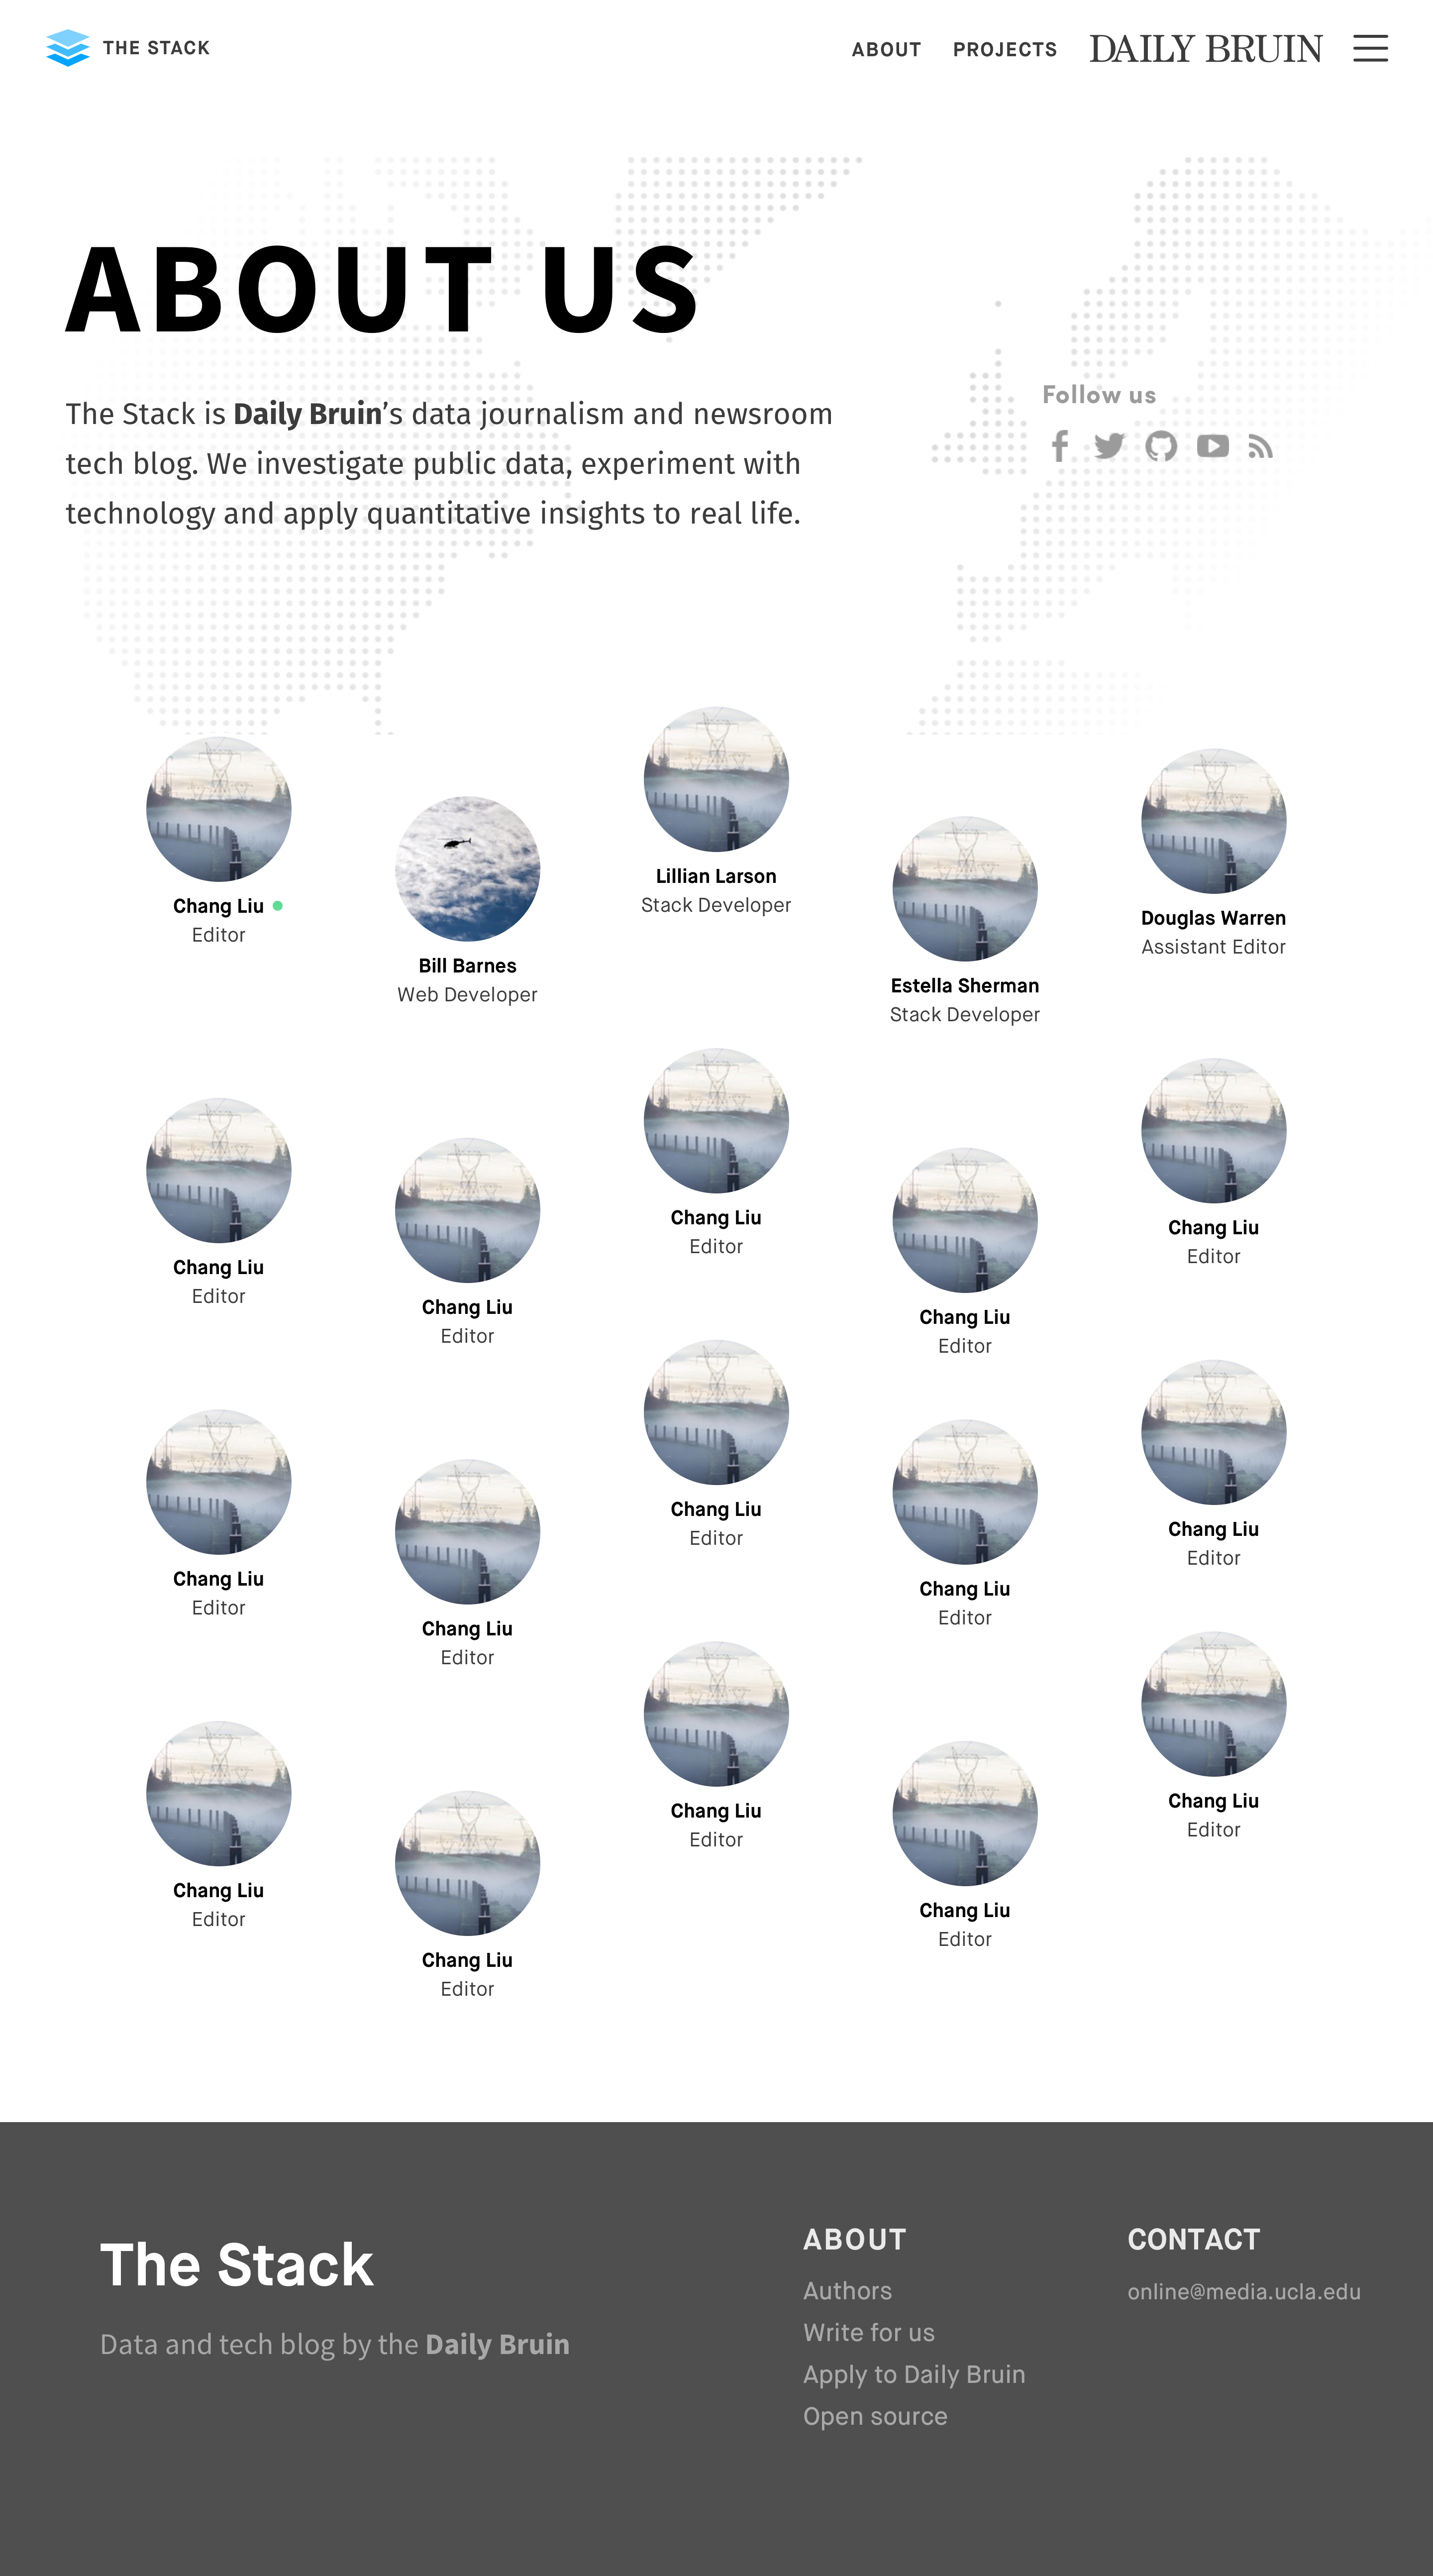 THE STACK
ABOUT
PROJECTS
DAILY BRUIN
ABOUT US
The Stack is Daily Bruin’s data journalism and newsroom
tech blog. We investigate public data, experiment with
technology and apply quantitative insights to real life.
Follow us
Chang Liu
Editor
Bill Barnes
Web Developer
Lillian Larson
Stack Developer
Estella Sherman
Stack Developer
Douglas Warren
Assistant Editor
Chang Liu
Editor
Chang Liu
Editor
Chang Liu
Editor
Chang Liu
Editor
Chang Liu
Editor
Chang Liu
Editor
Chang Liu
Editor
Chang Liu
Editor
Chang Liu
Editor
Chang Liu
Editor
Chang Liu
Editor
Chang Liu
Editor
Chang Liu
Editor
Chang Liu
Editor
Chang Liu
Editor
The Stack
Data and tech blog by the Daily Bruin
ABOUT
Authors
Write for us
Apply to Daily Bruin
Open source
CONTACT
online@media.ucla.edu